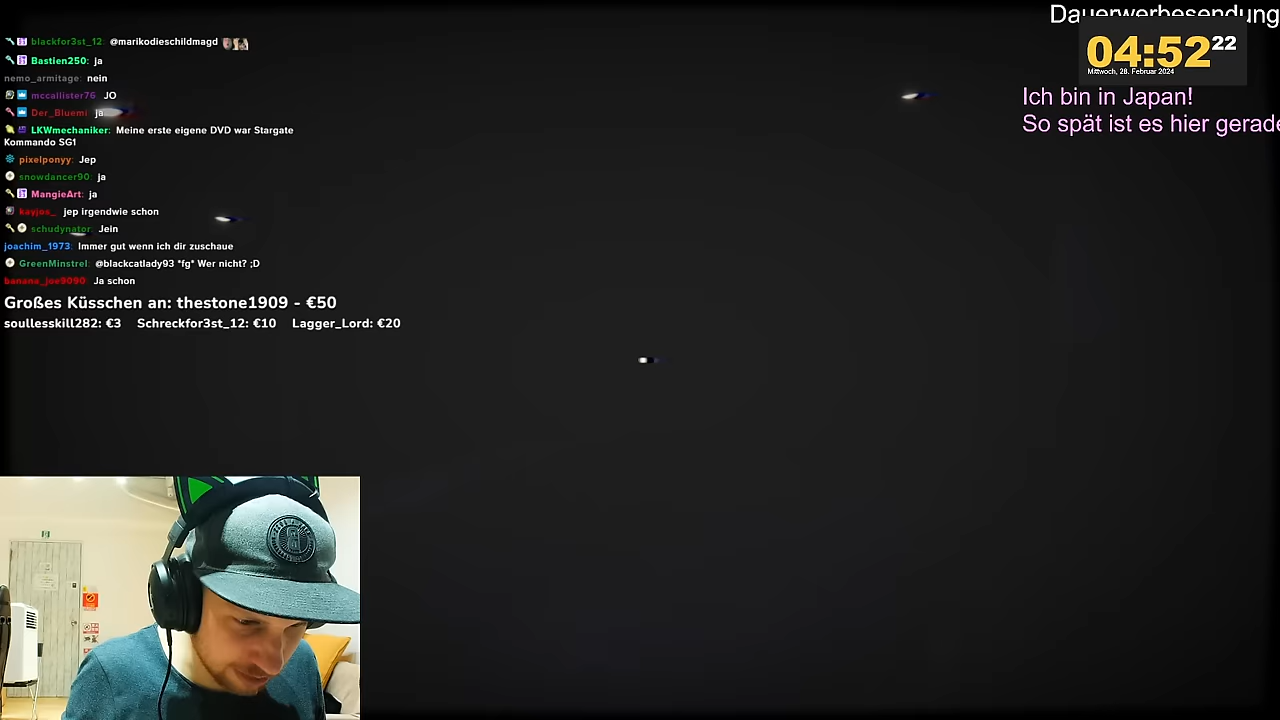 Dauerwerbesendung
04:52 22
Mittwoch, 28. Februar 2024
Ich bin in Japan!
So spät ist es hier gerade
blackfor3st_12: @marikodieschildmagd
Bastien250: ja
nemo_armitage: nein
mccallister76 JO
Der_Bluemi ja
LKWmechaniker: Meine erste eigene DVD war Stargate
Kommando SG1
pixelponyy: Jep
snowdancer90: ja
MangieArt: ja
kayjos_ jep irgendwie schon
schudynator: Jein
joachim_1973: Immer gut wenn ich dir zuschaue
GreenMinstrel: @blackcatlady93 *fg* Wer nicht? ;D
banana_joe9090: Ja schon
Großes Küsschen an: thestone1909 - €50
soullesskill282: €3 Schreckfor3st_12: €10 Lagger_Lord: €20